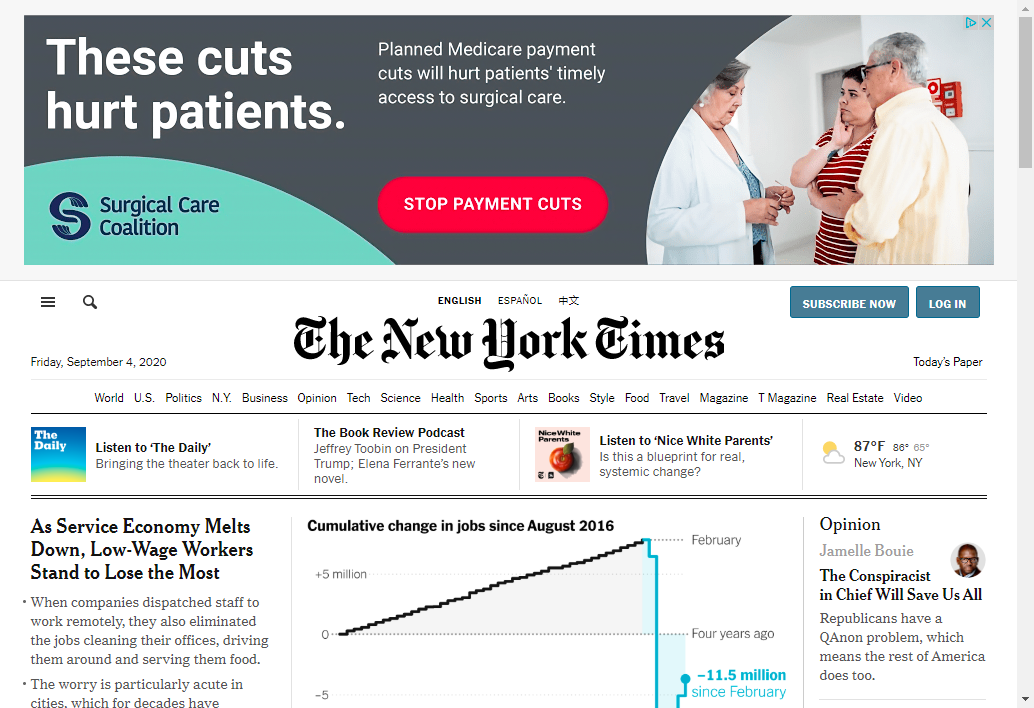 These cuts
hurt patients.
Planned Medicare payment
cuts will hurt patients' timely
access to surgical care.
Surgical Care
Coalition
STOP PAYMENT CUTS
ENGLISH ESPAÑOL 中文
SUBSCRIBE NOW LOG IN
The New York Times
Friday, September 4, 2020
Today's Paper
World U.S. Politics N.Y. Business Opinion Tech Science Health Sports Arts Books Style Food Travel Magazine T Magazine Real Estate Video
The
Daily
Listen to ‘The Daily’
Bringing the theater back to life.
The Book Review Podcast
Jeffrey Toobin on President
Trump; Elena Ferrante's new
novel.
Nice White
Parents
Listen to ‘Nice White Parents’
Is this a blueprint for real,
systemic change?
87°F 86° 65°
New York, NY
As Service Economy Melts
Down, Low-Wage Workers
Stand to Lose the Most
• When companies dispatched staff to
work remotely, they also eliminated
the jobs cleaning their offices, driving
them around and serving them food.
• The worry is particularly acute in
cities, which for decades have
Cumulative change in jobs since August 2016
February
+5 million
0
Four years ago
–11.5 million
since February
–5
Opinion
Jamelle Bouie
The Conspiracist
in Chief Will Save Us All
Republicans have a
QAnon problem, which
means the rest of America
does too.